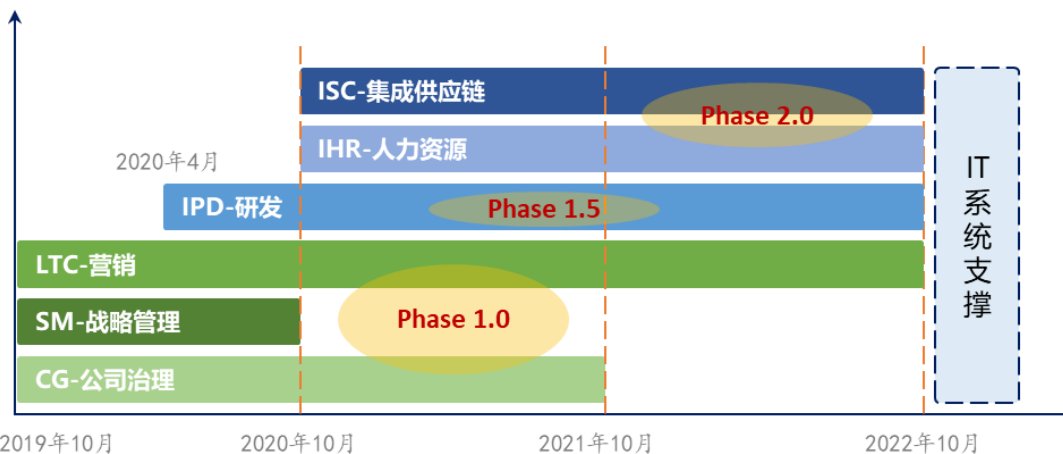 ISC-集成供应链
Phase 2.0
IHR-人力资源
2020年4月
IPD-研发
Phase 1.5
LTC-营销
SM-战略管理
Phase 1.0
CG-公司治理
IT
系
统
支
撑
2019年10月
2020年10月
2021年10月
2022年10月